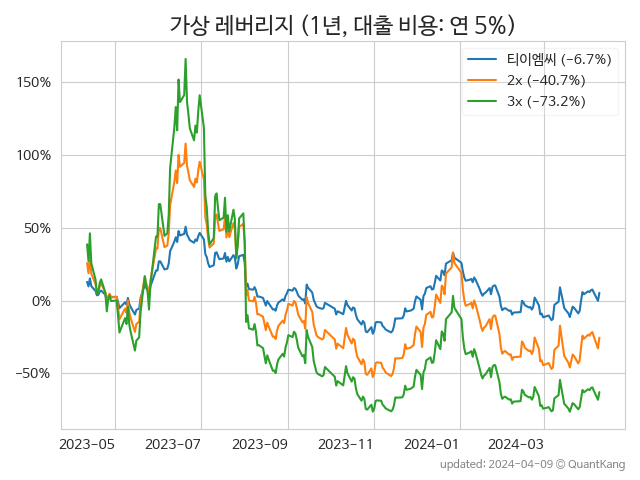 가상 레버리지 (1년, 대출 비용: 연 5%)
티이엠씨 (−6.7%)
2x (−40.7%)
3x (−73.2%)
150%
100%
50%
0%
−50%
2023-05 2023-07 2023-09 2023-11 2024-01 2024-03
updated: 2024-04-09 © QuantKang